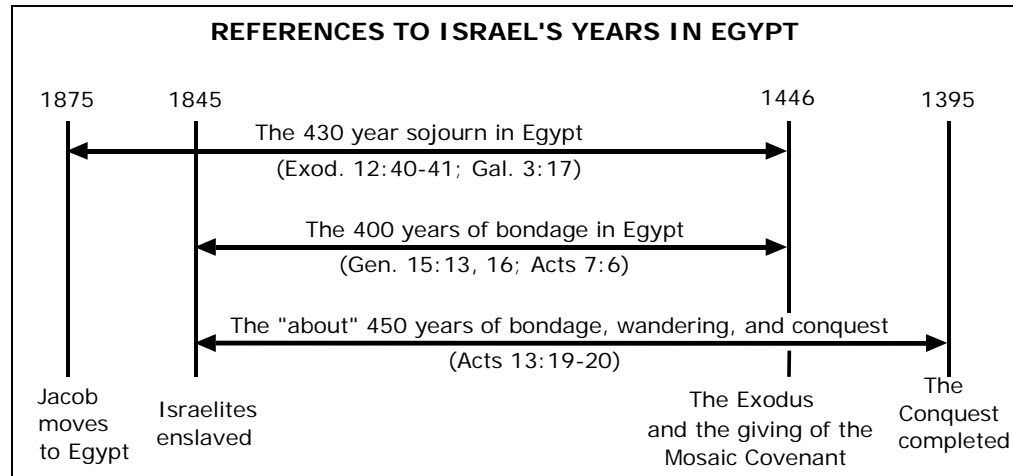 REFERENCES TO ISRAEL'S YEARS IN EGYPT
1875 1845 1446 1395
The 430 year sojourn in Egypt
(Exod. 12:40-41; Gal. 3:17)
The 400 years of bondage in Egypt
(Gen. 15:13, 16; Acts 7:6)
The "about" 450 years of bondage, wandering, and conquest
(Acts 13:19-20)
Jacob
moves
to Egypt
Israelites
enslaved
The Exodus
and the giving of the
Mosaic Covenant
The
Conquest
completed